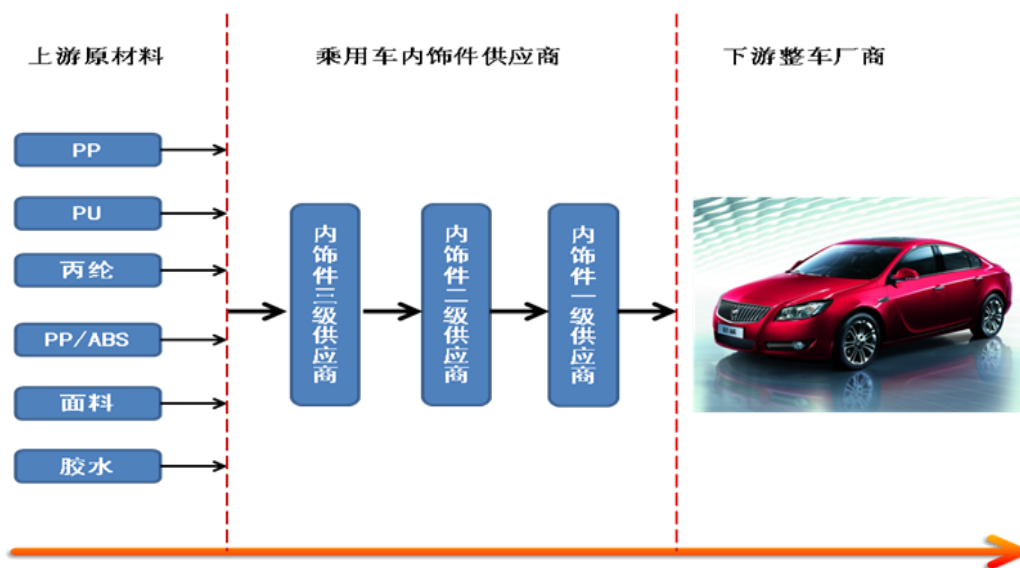 上游原材料
乘用车内饰件供应商
下游整车厂商
PP
PU
丙纶
PP/ABS
面料
胶水
内饰件三级供应商
内饰件二级供应商
内饰件一级供应商